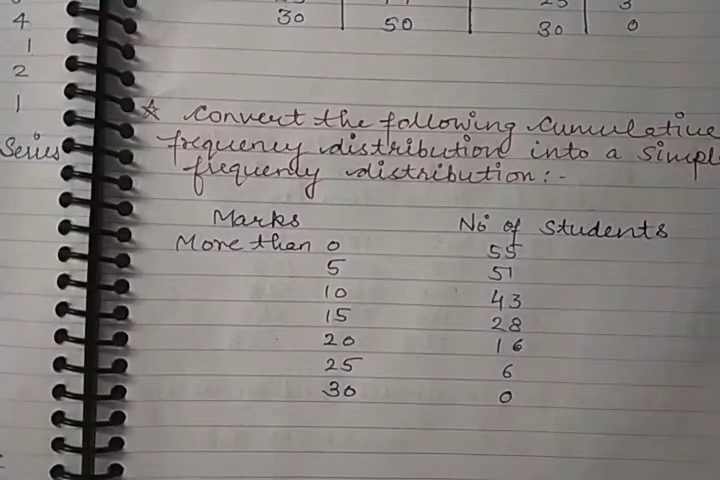 4
30 50 30 0
1
2
1
☆ Convert the following cumulative
Series frequency distribution into a simple
frequency distribution:-
Marks No of students
More than 0 55
5 51
10 43
15 28
20 16
25 6
30 0